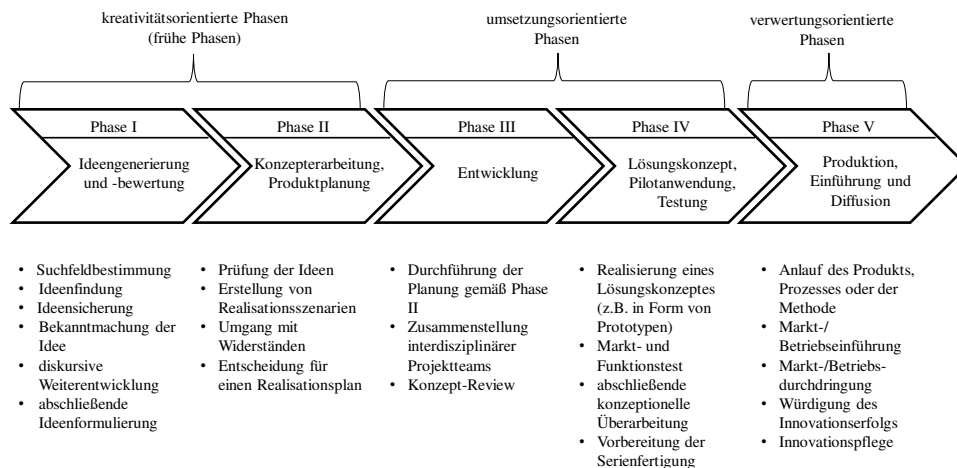 kreativitätsorientierte Phasen
(frühe Phasen)
umsetzungsorientierte
Phasen
verwertungsorientierte
Phasen
Phase I
Ideengenerierung
und -bewertung
Phase II
Konzepterarbeitung,
Produktplanung
Phase III
Entwicklung
Phase IV
Lösungskonzept,
Pilotanwendung,
Testung
Phase V
Produktion,
Einführung und
Diffusion
• Suchfeldbestimmung
• Ideenfindung
• Ideensicherung
• Bekanntmachung der
Idee
• diskursive
Weiterentwicklung
• abschließende
Ideenformulierung
• Prüfung der Ideen
• Erstellung von
Realisationsszenarien
• Umgang mit
Widerständen
• Entscheidung für
einen Realisationsplan
• Durchführung der
Planung gemäß Phase
II
• Zusammenstellung
interdisziplinärer
Projektteams
• Konzept-Review
• Realisierung eines
Lösungskonzeptes
(z.B. in Form von
Prototypen)
• Markt- und
Funktionstest
• abschließende
konzeptionelle
Überarbeitung
• Vorbereitung der
Serienfertigung
• Anlauf des Produkts,
Prozesses oder der
Methode
• Markt-/
Betriebseinführung
• Markt-/Betriebs-
durchdringung
• Würdigung des
Innovationserfolgs
• Innovationspflege